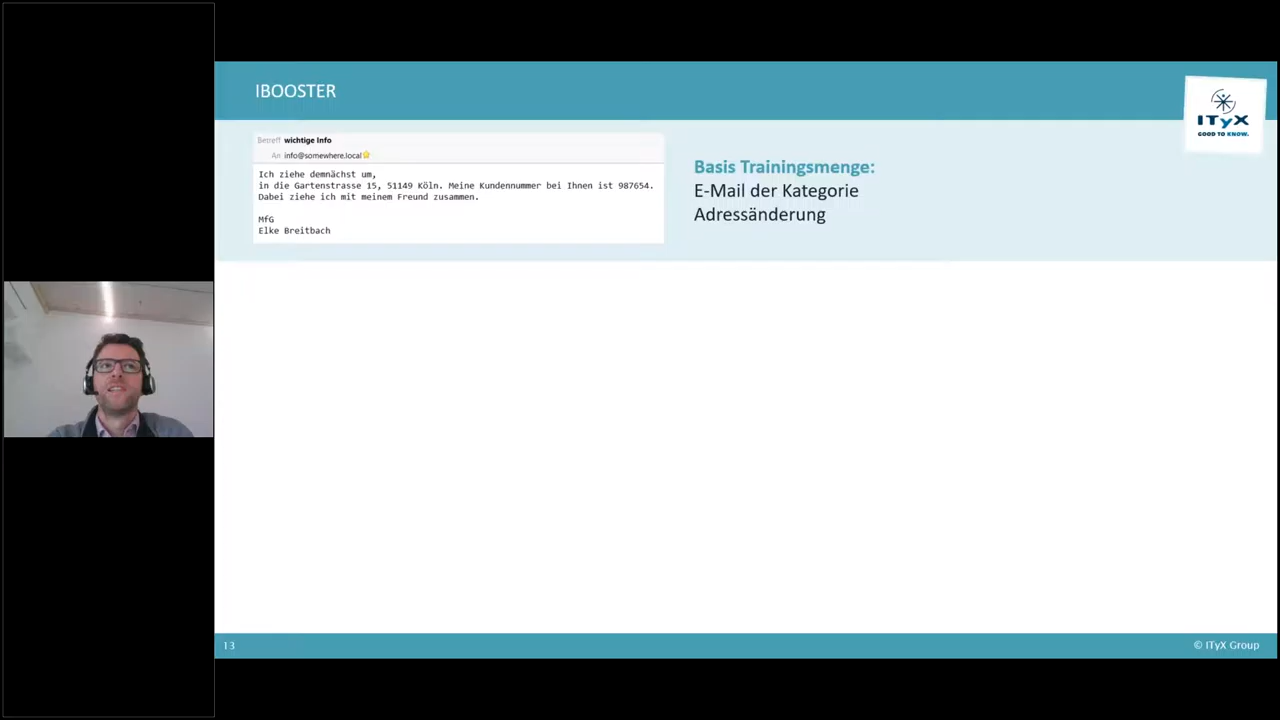 IBOOSTER
ITyX
GOOD TO KNOW.
Betreff wichtige Info
An info@somewhere.local
Ich ziehe demnächst um,
in die Gartenstrasse 15, 51149 Köln. Meine Kundennummer bei Ihnen ist 987654.
Dabei ziehe ich mit meinem Freund zusammen.
MfG
Elke Breitbach
Basis Trainingsmenge:
E-Mail der Kategorie
Adressänderung
13
© ITyX Group